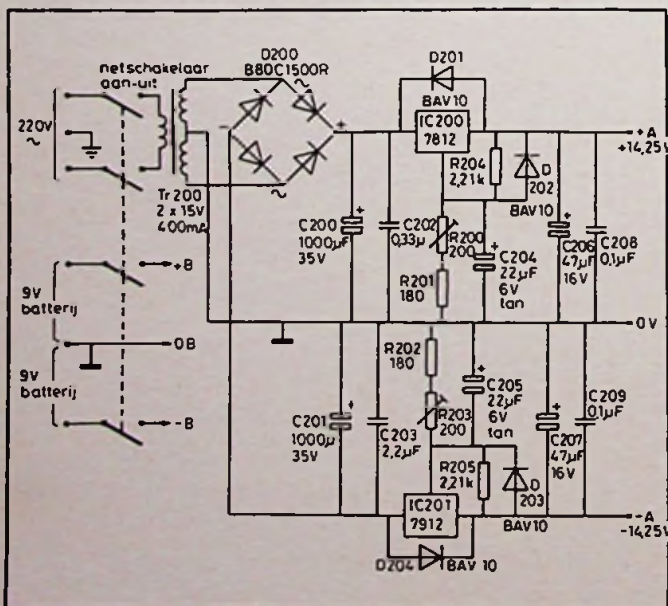 netschakelaar
aan-uit
220V
~
Tr 200
2 x 15V
400mA
D200
B80C1500R
~
-
+
~
D201
BAV10
IC200
7812
R204
2,21k
D
202
BAV10
+A
+14,25V
C200
1000µF
35V
+
C202
0,33µ
R200
200
R201
180
+
C204
22µF
6V
tan
+
C206
47µF
16V
C208
0,1µF
9V
batterij
+B
0B
9V
batterij
-B
0V
R202
180
R203
200
+
C205
22µF
6V
tan
C209
0,1µF
C201
1000µ
35V
+
C203
2,2µF
+
C207
47µF
16V
R205
2,21k
D
203
BAV10
IC201
7912
D204
BAV 10
-A
-14,25V